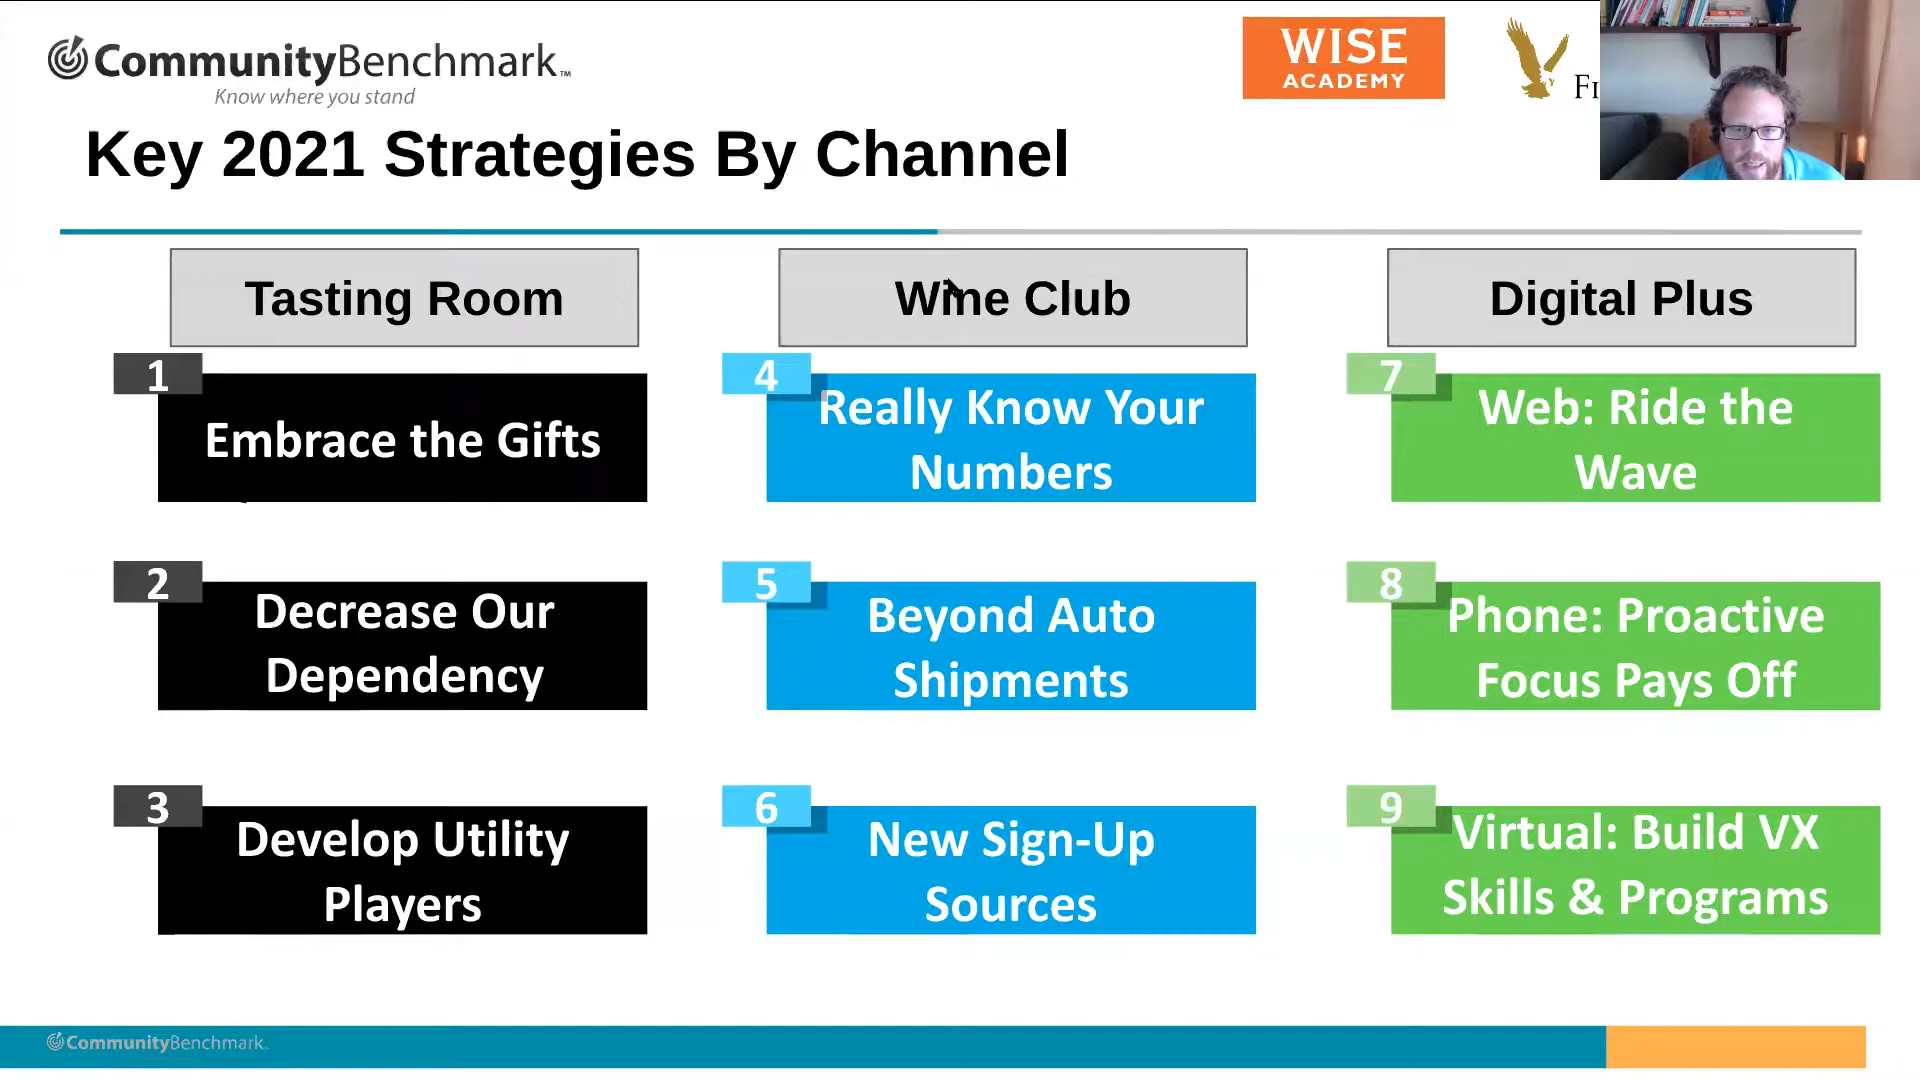 CommunityBenchmark™
Know where you stand
WISE
ACADEMY
Key 2021 Strategies By Channel
Tasting Room
Wine Club
Digital Plus
1
Embrace the Gifts
4
Really Know Your
Numbers
7
Web: Ride the
Wave
2
Decrease Our
Dependency
5
Beyond Auto
Shipments
8
Phone: Proactive
Focus Pays Off
3
Develop Utility
Players
6
New Sign-Up
Sources
9
Virtual: Build VX
Skills & Programs
CommunityBenchmark